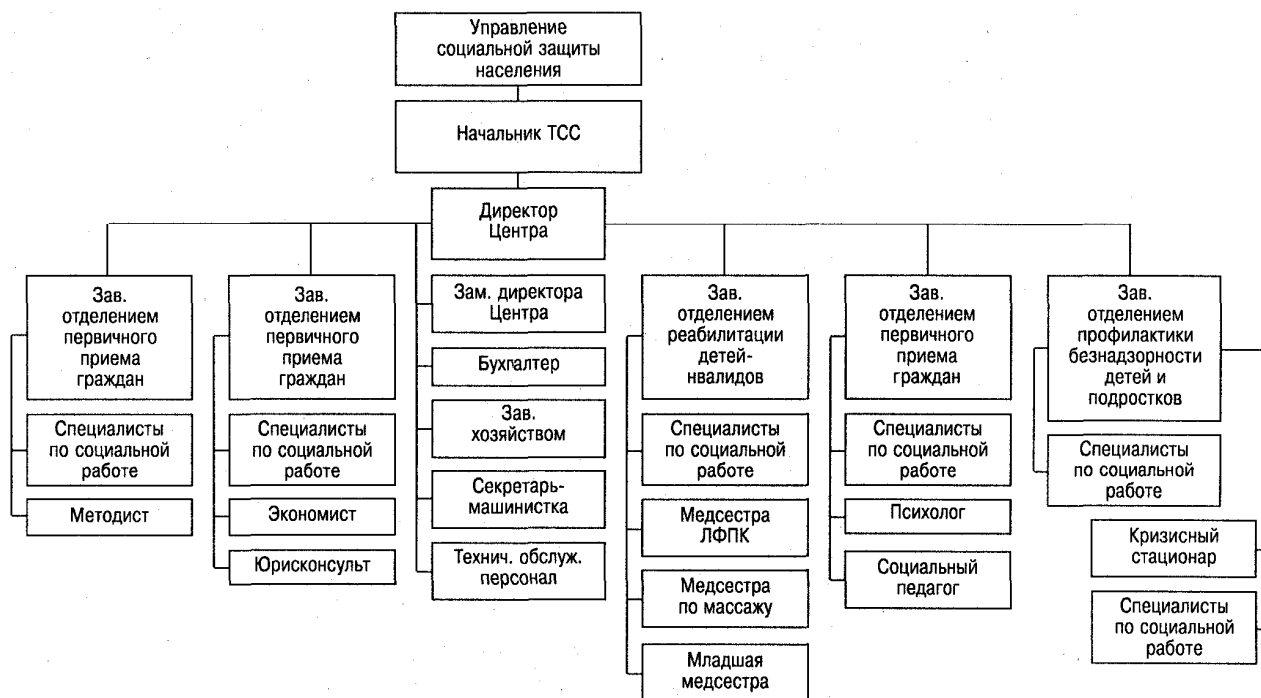 Управление
социальной защиты
населения
Начальник ТСС
Директор
Центра
Зав.
отделением
первичного
приема
граждан
Специалисты
по социальной
работе
Методист
Зав.
отделением
первичного
приема
граждан
Специалисты
по социальной
работе
Экономист
Юрисконсульт
Зам. директора
Центра
Бухгалтер
Зав.
хозяйством
Секретарь-
машинистка
Технич. обслуж.
персонал
Зав.
отделением
реабилитации
детей-
нвалидов
Специалисты
по социальной
работе
Медсестра
ЛФПК
Медсестра
по массажу
Младшая
медсестра
Зав.
отделением
первичного
приема
граждан
Специалисты
по социальной
работе
Психолог
Социальный
педагог
Зав.
отделением
профилактики
безнадзорности
детей и
подростков
Специалисты
по социальной
работе
Кризисный
стационар
Специалисты
по социальной
работе